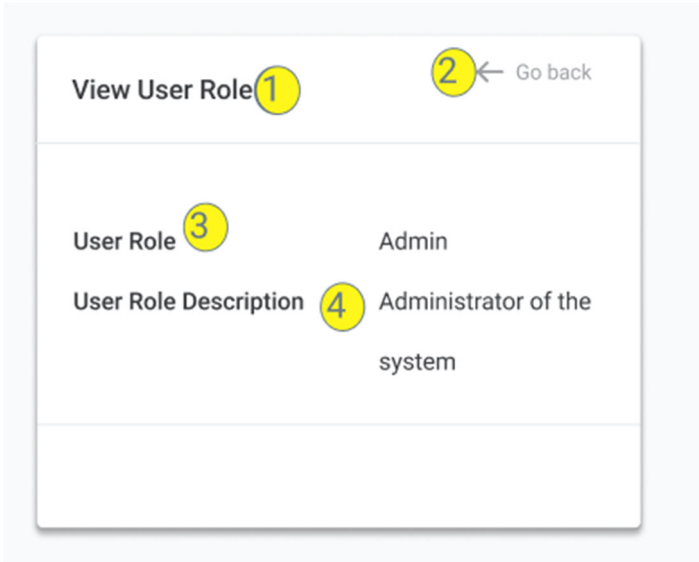 View User Role 1
2 ← Go back
User Role 3 Admin
User Role Description 4 Administrator of the
system